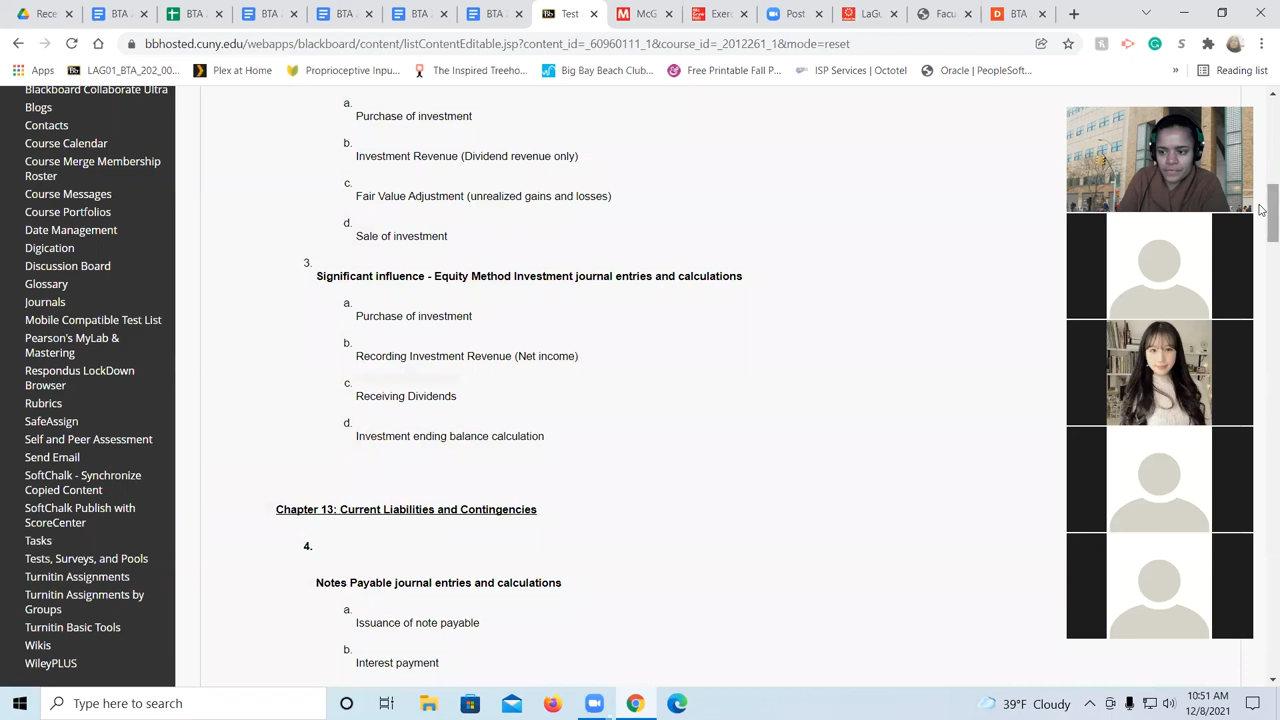 Rece
BTA
BTA
BTA
BTA
BTA
Test
McG
Exerc
Post
LaGu
Facu
BTA
bbhosted.cuny.edu/webapps/blackboard/content/listContentEditable.jsp?content_id=_60960111_1&course_id=_2012261_1&mode=reset
Apps
LAG01_BTA_202_00...
Plex at Home
Proprioceptive Inpu...
The Inspired Treeho...
Big Bay Beach Club...
Free Printable Fall P...
ISP Services | Octotel
Oracle | PeopleSoft...
»
Reading list
Blackboard Collaborate Ultra
Blogs
Contacts
Course Calendar
Course Merge Membership
Roster
Course Messages
Course Portfolios
Date Management
Digication
Discussion Board
Glossary
Journals
Mobile Compatible Test List
Pearson's MyLab &
Mastering
Respondus LockDown
Browser
Rubrics
SafeAssign
Self and Peer Assessment
Send Email
SoftChalk - Synchronize
Copied Content
SoftChalk Publish with
ScoreCenter
Tasks
Tests, Surveys, and Pools
Turnitin Assignments
Turnitin Assignments by
Groups
Turnitin Basic Tools
Wikis
WileyPLUS
a.
Purchase of investment
b.
Investment Revenue (Dividend revenue only)
c.
Fair Value Adjustment (unrealized gains and losses)
d.
Sale of investment
3.
Significant influence - Equity Method Investment journal entries and calculations
a.
Purchase of investment
b.
Recording Investment Revenue (Net income)
c.
Receiving Dividends
d.
Investment ending balance calculation
Chapter 13: Current Liabilities and Contingencies
4.
Notes Payable journal entries and calculations
a.
Issuance of note payable
b.
Interest payment
Type here to search
39°F Cloudy
10:51 AM
12/8/2021